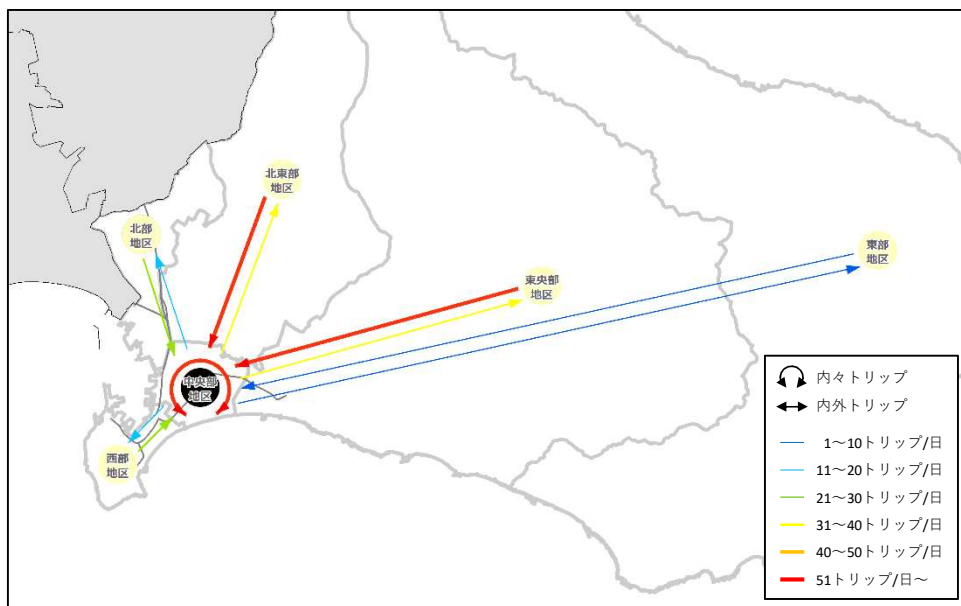 北東部
地区
北部
地区
東部
地区
東央部
地区
中央部
地区
西部
地区
内々トリップ
内外トリップ
1～10トリップ/日
11～20トリップ/日
21～30トリップ/日
31～40トリップ/日
40～50トリップ/日
51トリップ/日～